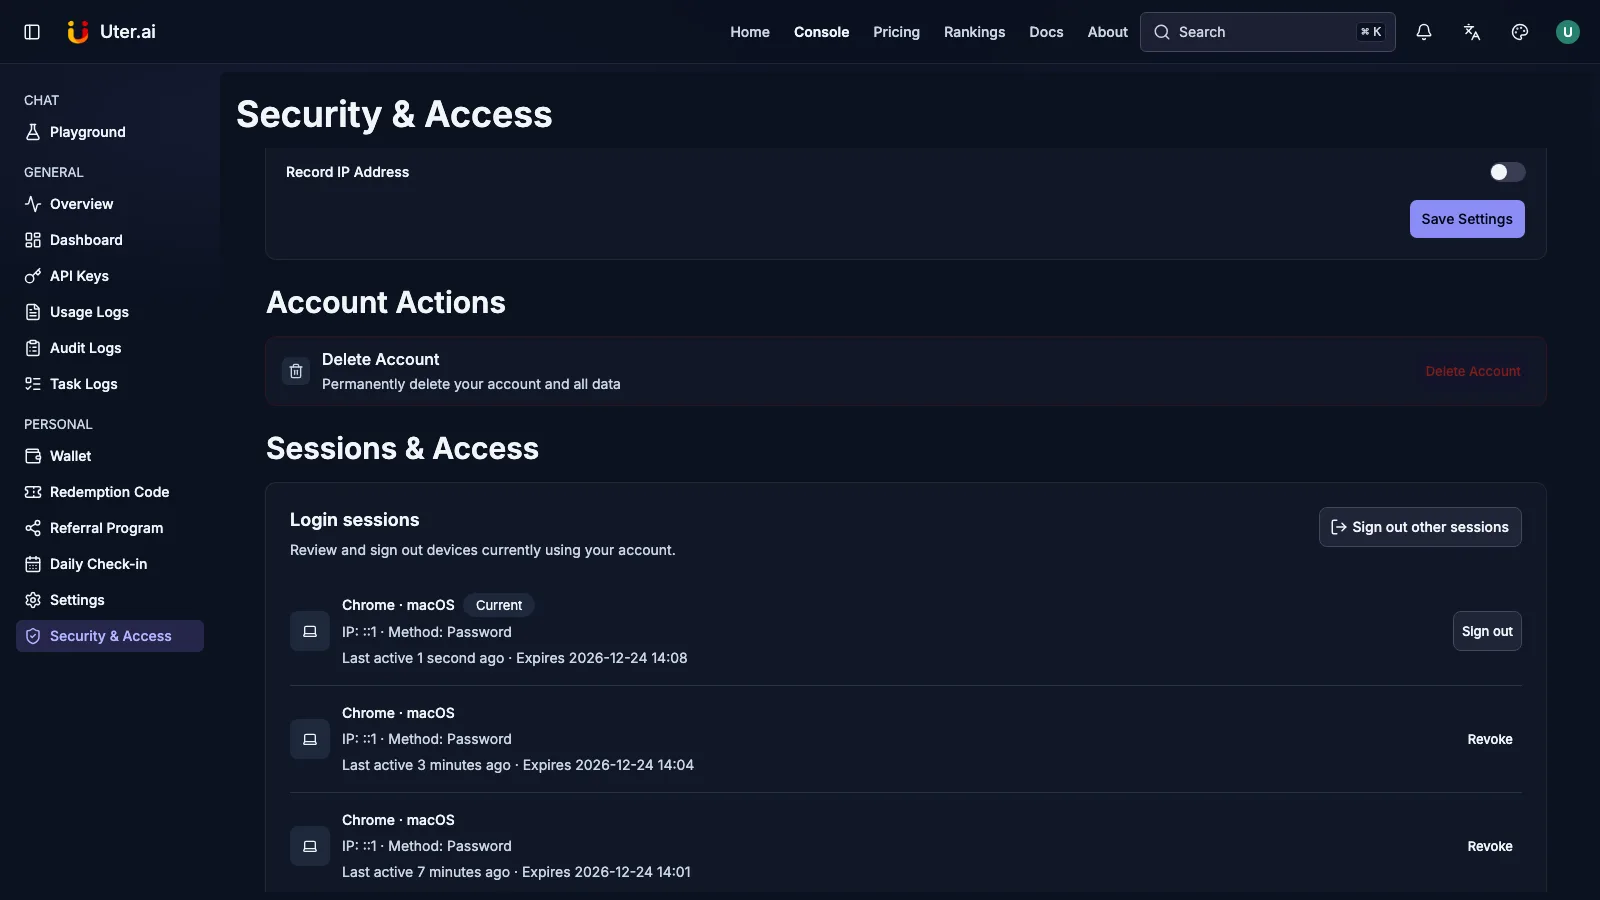 Uter.ai
Home
Console
Pricing
Rankings
Docs
About
Search
⌘ K
U
CHAT
Playground
GENERAL
Overview
Dashboard
API Keys
Usage Logs
Audit Logs
Task Logs
PERSONAL
Wallet
Redemption Code
Referral Program
Daily Check-in
Settings
Security & Access
Security & Access
Record IP Address
Save Settings
Account Actions
Delete Account
Permanently delete your account and all data
Delete Account
Sessions & Access
Login sessions
Review and sign out devices currently using your account.
Sign out other sessions
Chrome · macOS Current
IP: ::1 · Method: Password
Last active 1 second ago · Expires 2026-12-24 14:08
Sign out
Chrome · macOS
IP: ::1 · Method: Password
Last active 3 minutes ago · Expires 2026-12-24 14:04
Revoke
Chrome · macOS
IP: ::1 · Method: Password
Last active 7 minutes ago · Expires 2026-12-24 14:01
Revoke